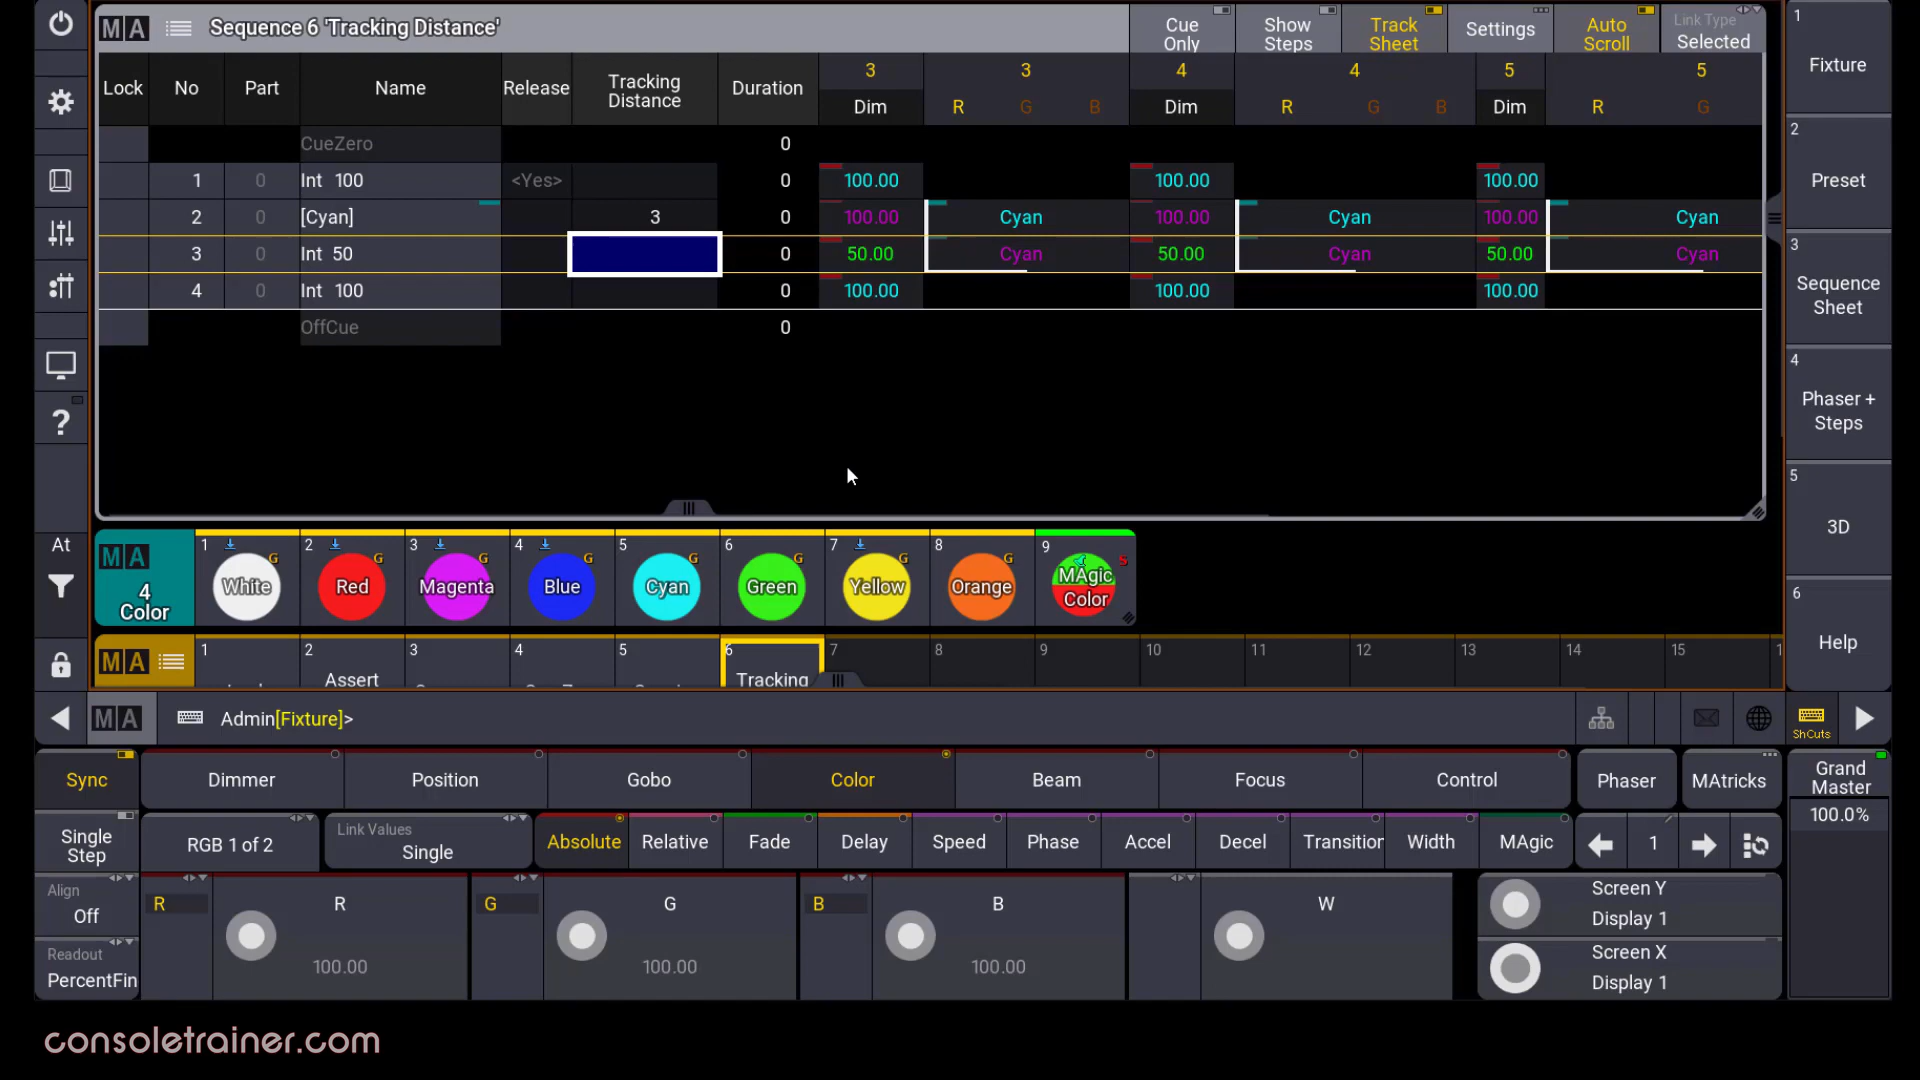 MA Sequence 6 'Tracking Distance' Cue Only Show Steps Track Sheet Settings Auto Scroll Link Type Selected
Lock No Part Name Release Tracking Distance Duration 3 Dim 3 R G B 4 Dim 4 R G B 5 Dim 5 R G
CueZero 0
1 0 Int 100 <Yes> 0 100.00 100.00 100.00
2 0 [Cyan] 3 0 100.00 Cyan 100.00 Cyan 100.00 Cyan
3 0 Int 50 0 50.00 Cyan 50.00 Cyan 50.00 Cyan
4 0 Int 100 0 100.00 100.00 100.00
OffCue 0
1 Fixture
2 Preset
3 Sequence Sheet
4 Phaser + Steps
5 3D
6 Help
At
MA 4 Color
1 White G
2 Red G
3 Magenta G
4 Blue G
5 Cyan G
6 Green G
7 Yellow G
8 Orange G
9 MAgic Color S
MA 1 2 Assert 3 4 5 6 Tracking 7 8 9 10 11 12 13 14 15
MA Admin[Fixture]> ShCuts
Sync Dimmer Position Gobo Color Beam Focus Control Phaser MAtricks Grand Master
100.0%
Single Step RGB 1 of 2 Link Values Single Absolute Relative Fade Delay Speed Phase Accel Decel Transition Width MAgic 1
Align Off R R 100.00 G G 100.00 B B 100.00 W Screen Y Display 1
Readout PercentFin Screen X Display 1
consoletrainer.com